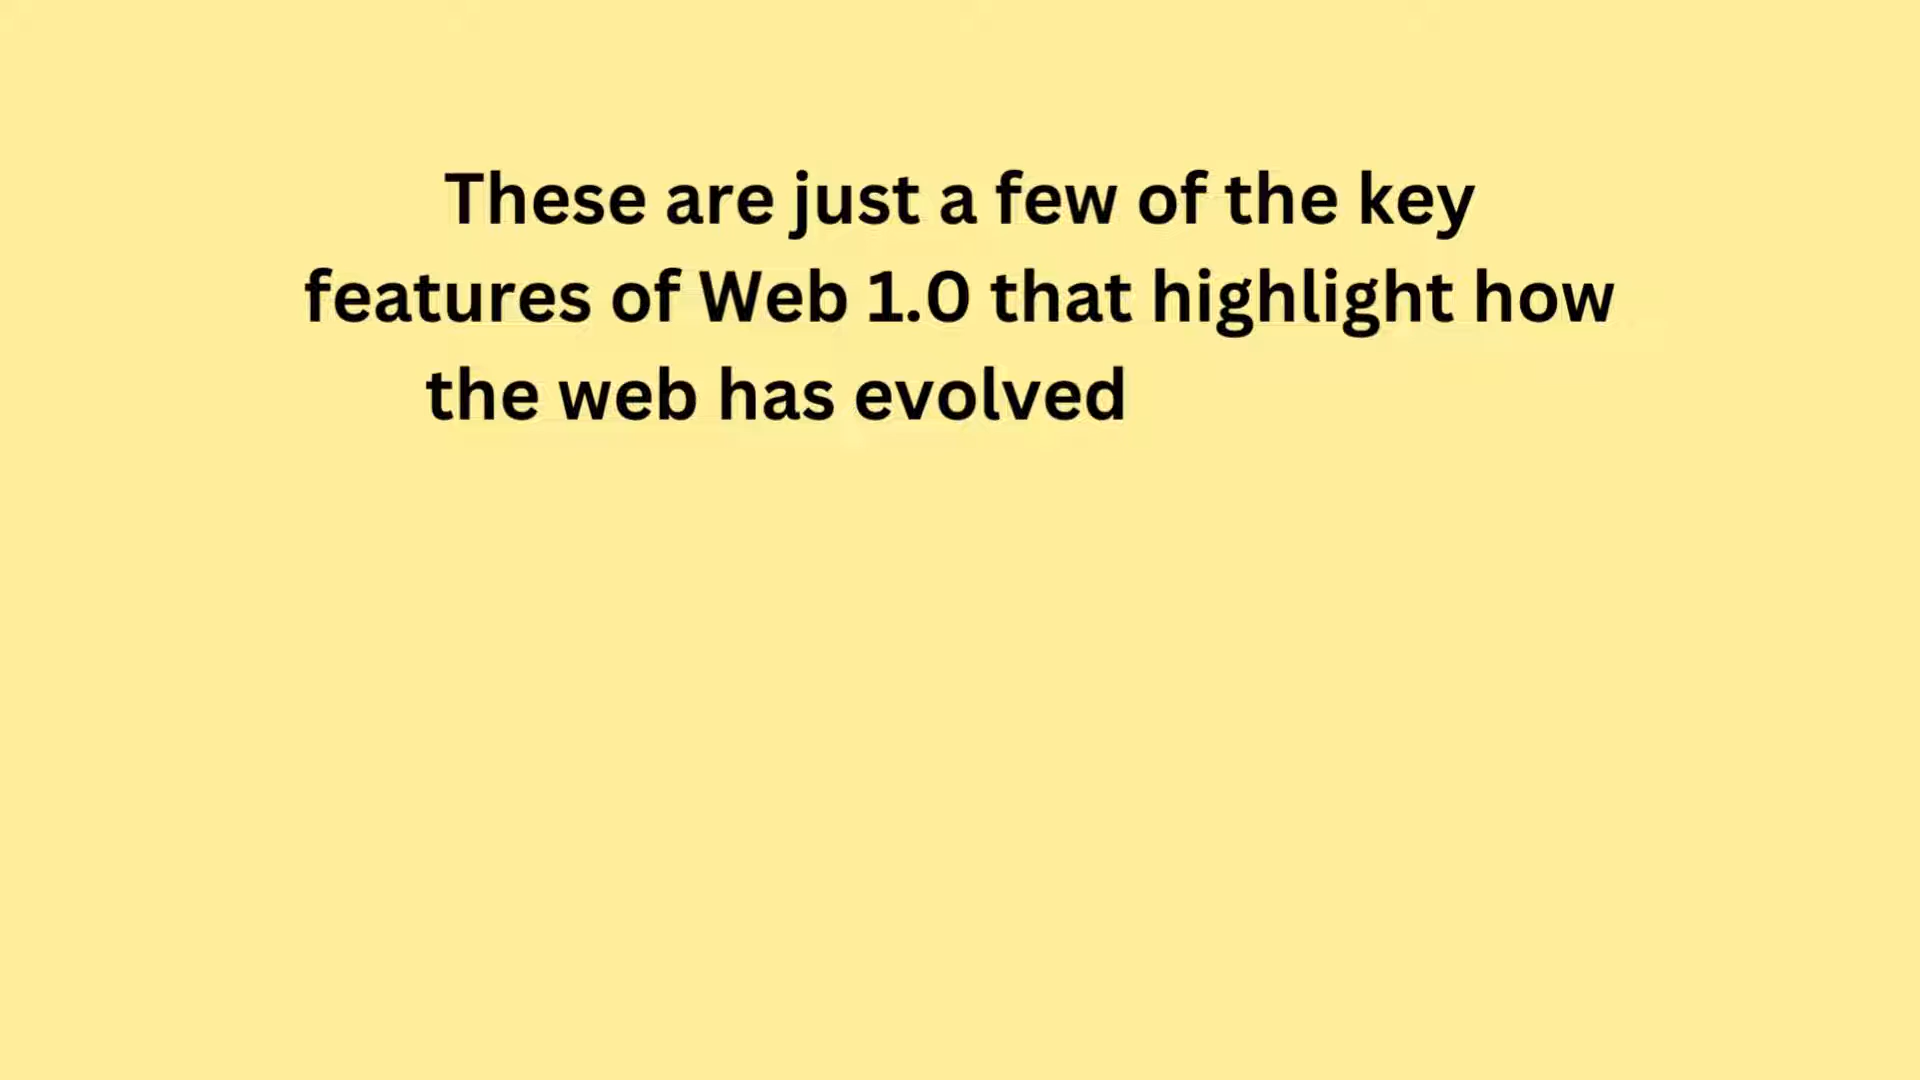 These are just a few of the key
features of Web 1.0 that highlight how
the web has evolved